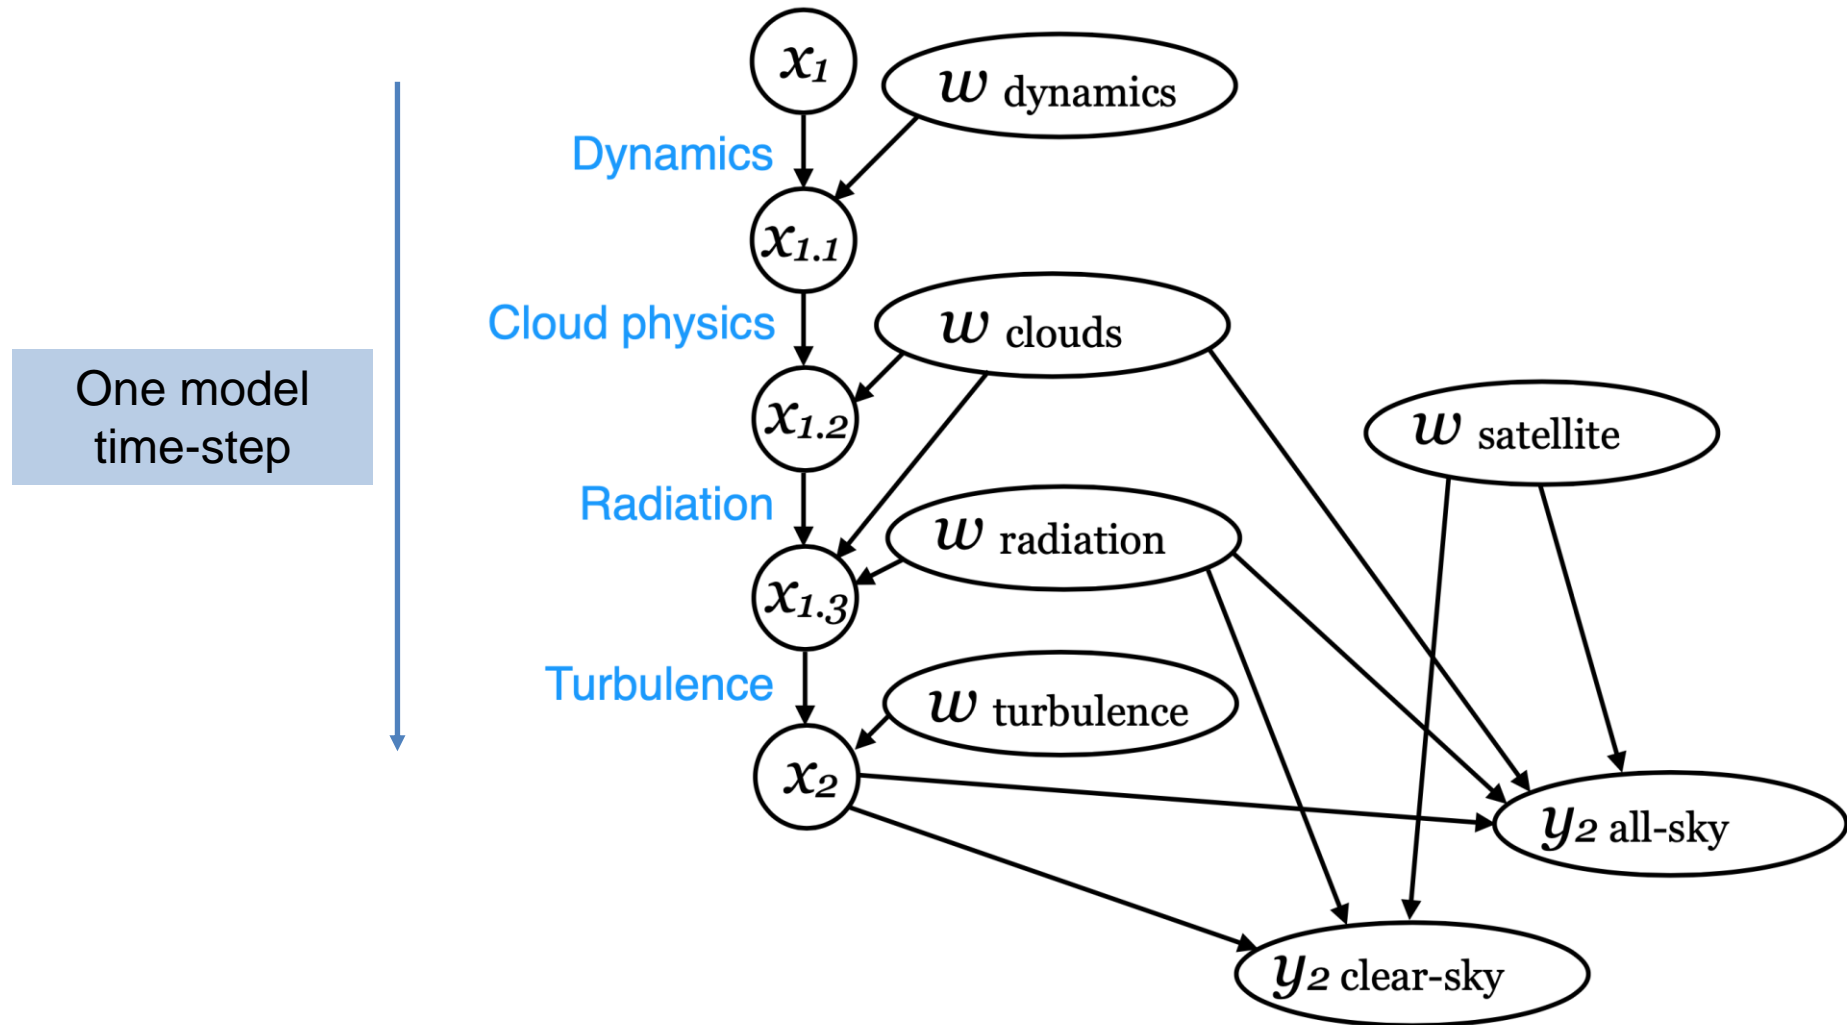 x1
w dynamics
Dynamics
x1.1
Cloud physics
w clouds
One model
time-step
x1.2
w satellite
Radiation
w radiation
x1.3
Turbulence
w turbulence
x2
y2 all-sky
y2 clear-sky